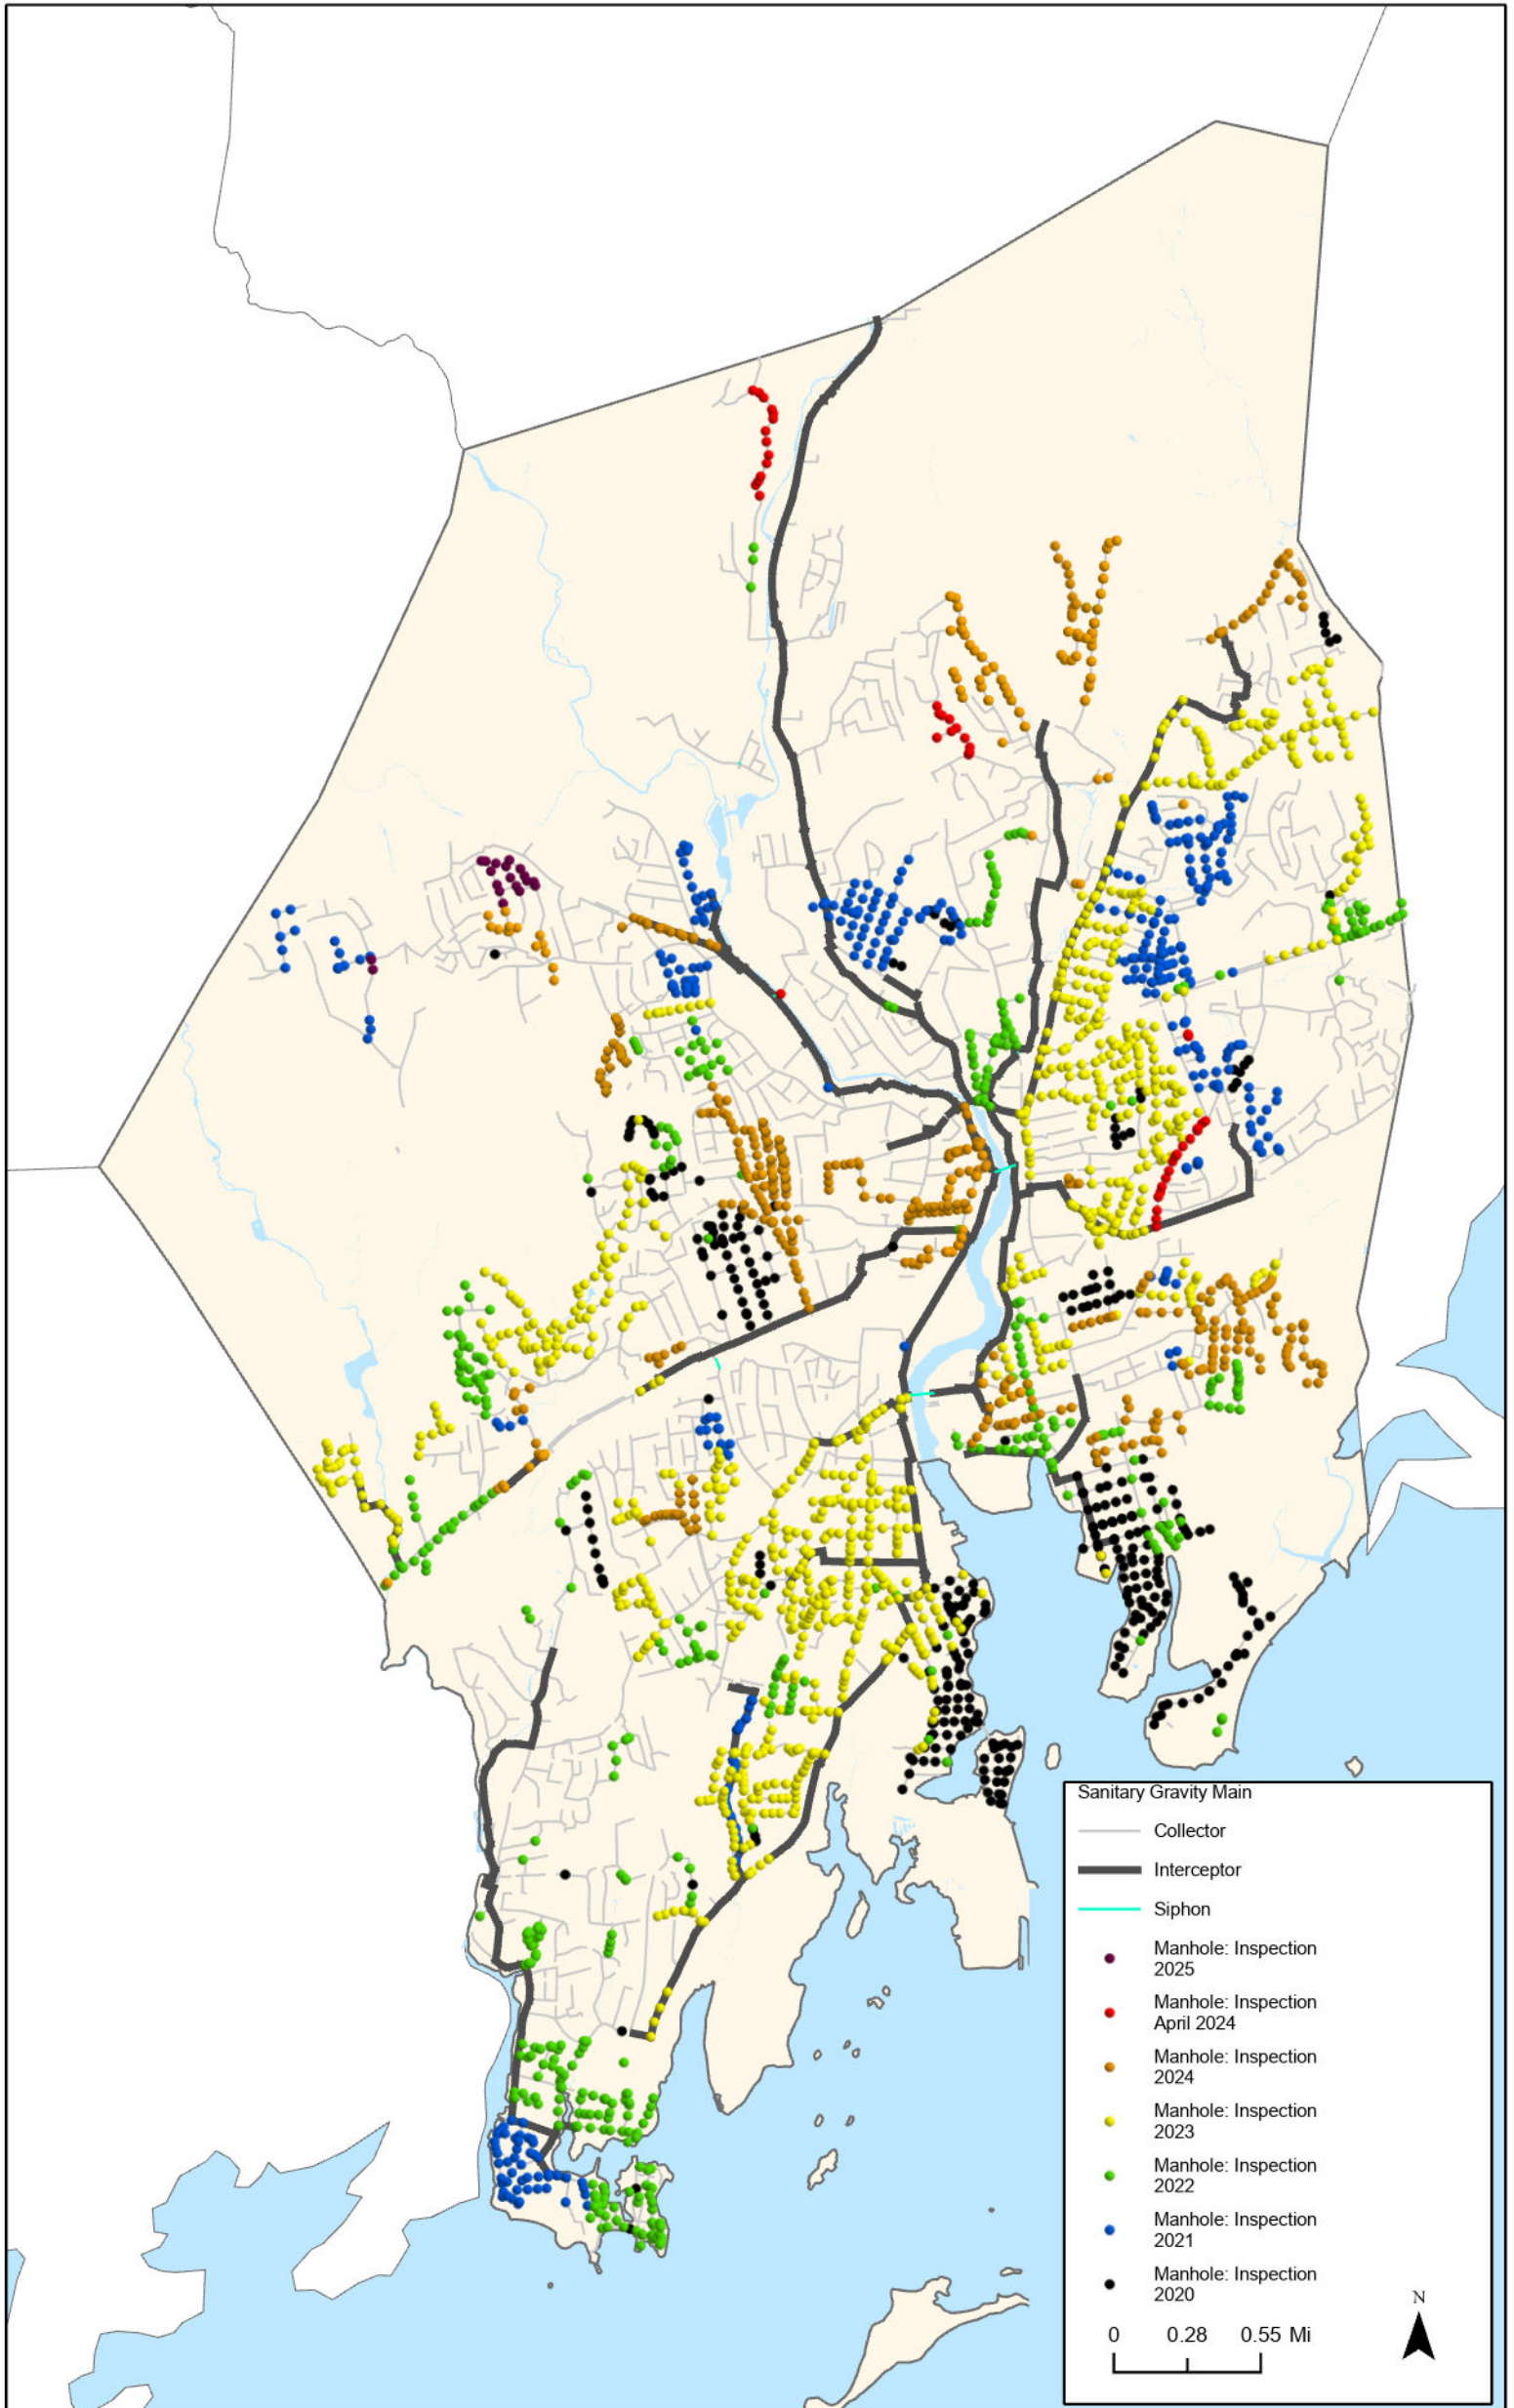 Sanitary Gravity Main
Collector
Interceptor
Siphon
Manhole: Inspection
2025
Manhole: Inspection
April 2024
Manhole: Inspection
2024
Manhole: Inspection
2023
Manhole: Inspection
2022
Manhole: Inspection
2021
Manhole: Inspection
2020
N
0 0.28 0.55 Mi